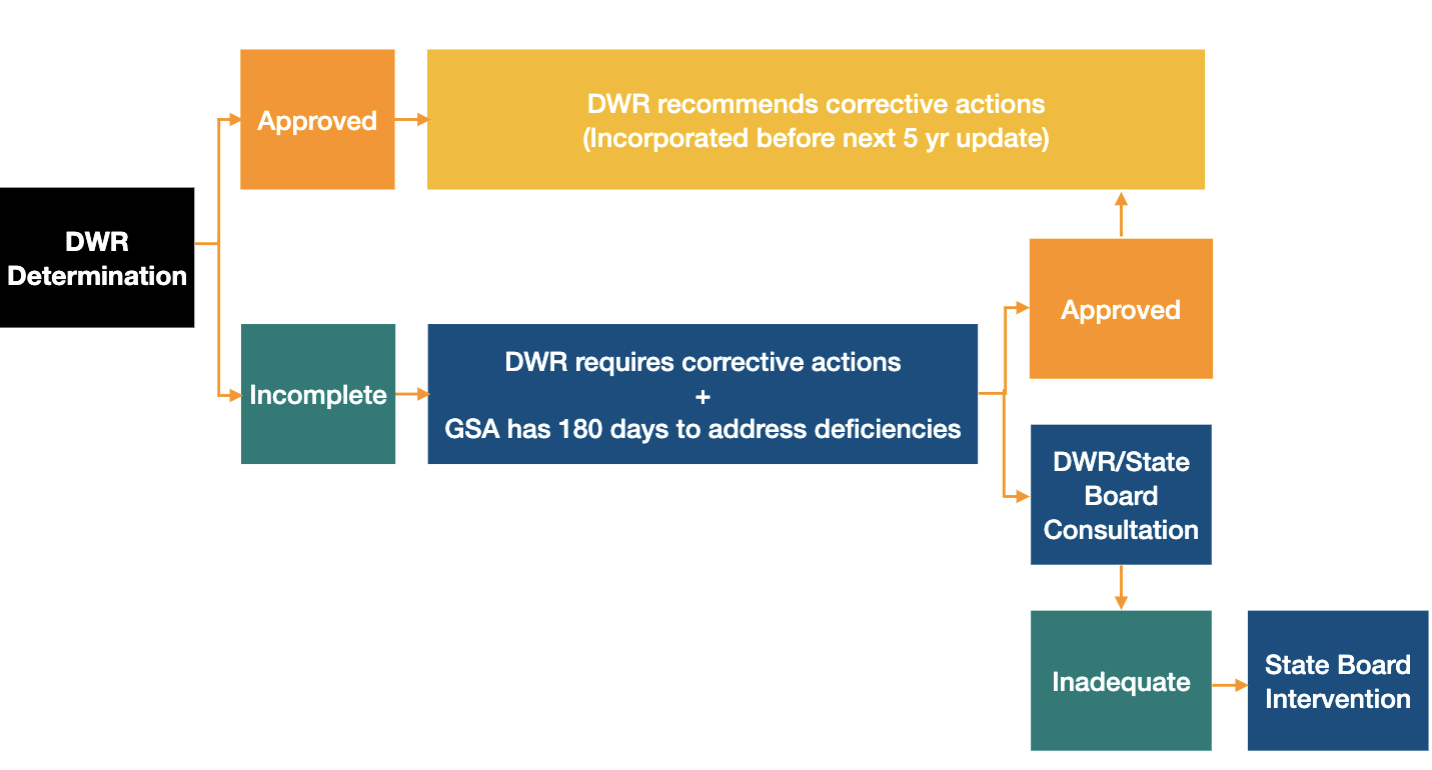 DWR
Determination
Approved
DWR recommends corrective actions
(Incorporated before next 5 yr update)
Incomplete
DWR requires corrective actions
+
GSA has 180 days to address deficiencies
Approved
DWR/State
Board
Consultation
Inadequate
State Board
Intervention